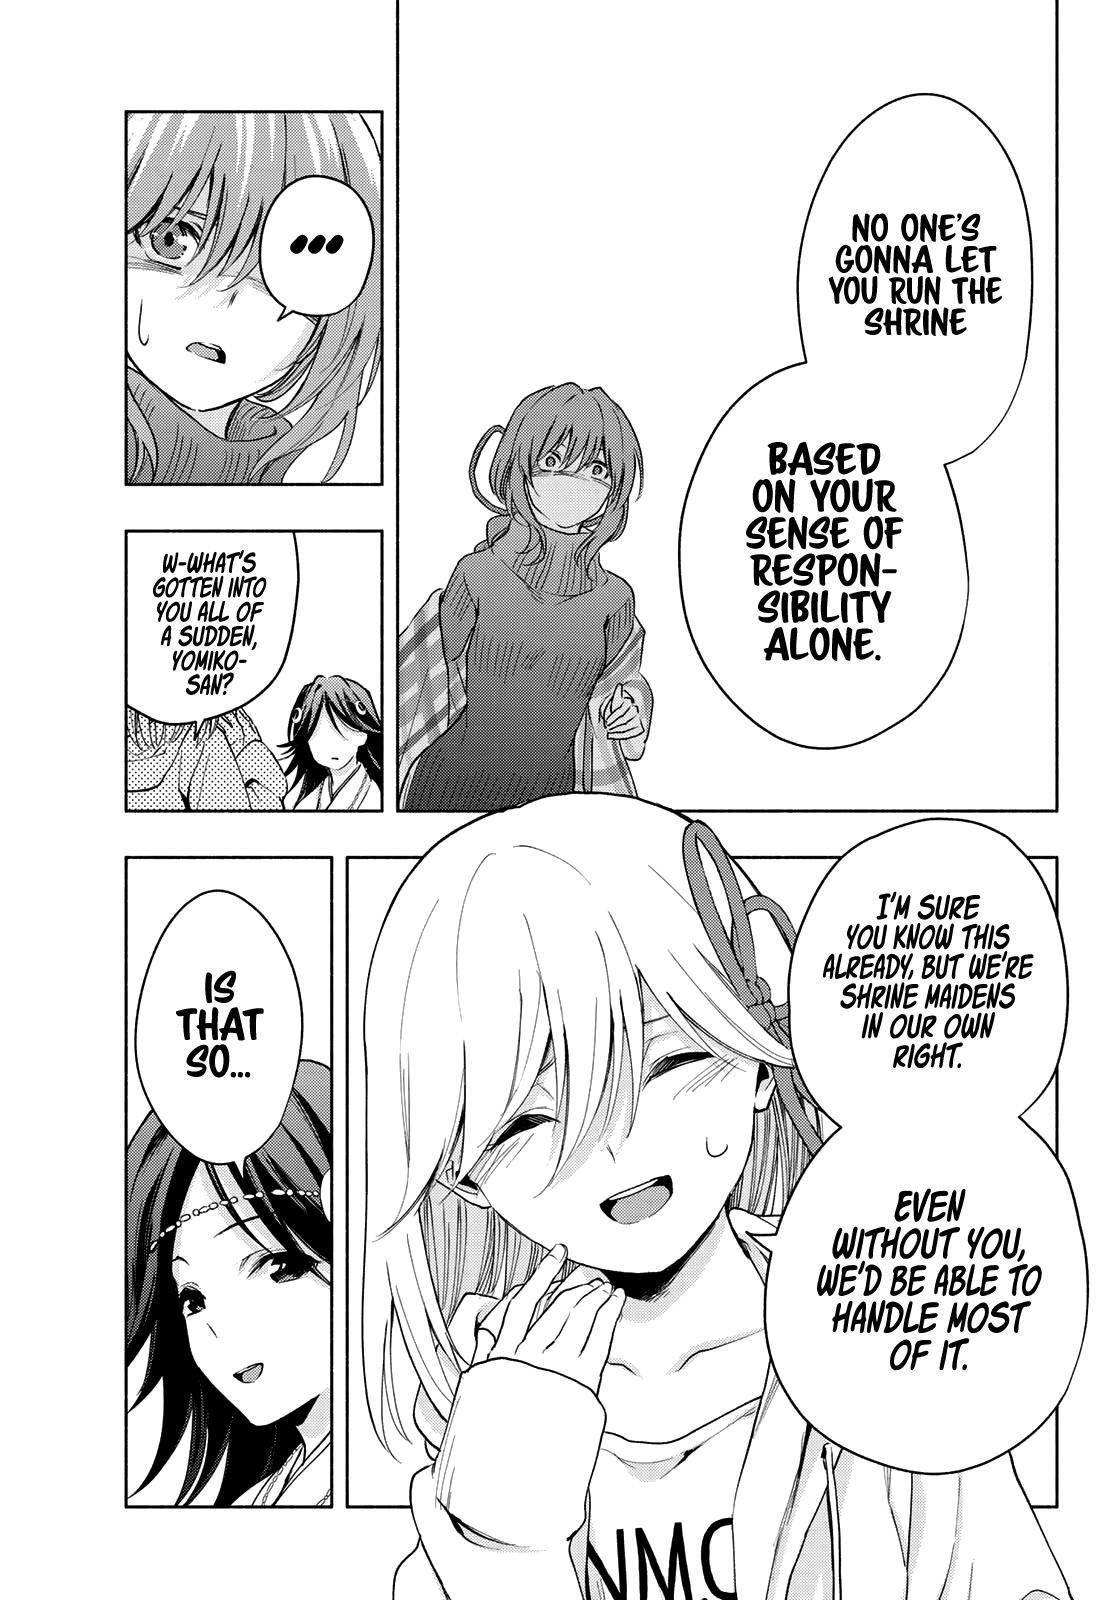 NO ONE'S
GONNA LET
YOU RUN THE
SHRINE
BASED
ON YOUR
SENSE OF
RESPON-
SIBILITY
ALONE.
...
W-WHAT'S
GOTTEN INTO
YOU ALL OF
A SUDDEN,
YOMIKO-
SAN?
I'M SURE
YOU KNOW THIS
ALREADY, BUT WE'RE
SHRINE MAIDENS
IN OUR OWN
RIGHT.
EVEN
WITHOUT YOU,
WE'D BE ABLE TO
HANDLE MOST
OF IT.
IS
THAT
SO...